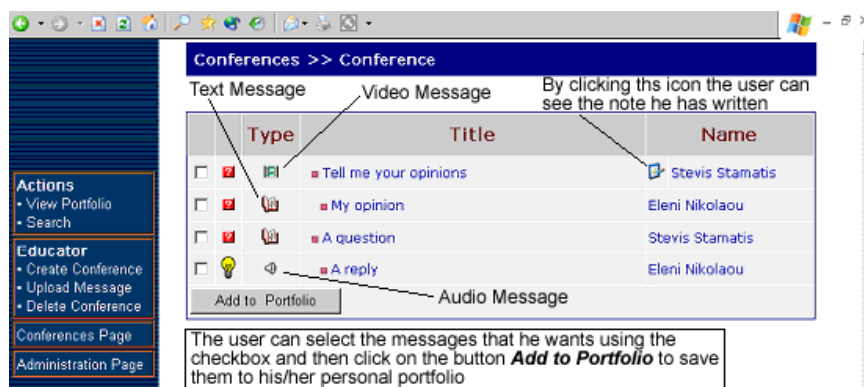 Conferences >> Conference
Text Message
Video Message
By clicking ths icon the user can
see the note he has written
Type Title Name
Tell me your opinions Stevis Stamatis
My opinion Eleni Nikolaou
A question Stevis Stamatis
A reply Eleni Nikolaou
Add to Portfolio
Audio Message
The user can select the messages that he wants using the
checkbox and then click on the button Add to Portfolio to save
them to his/her personal portfolio
Actions
• View Portfolio
• Search
Educator
• Create Conference
• Upload Message
• Delete Conference
Conferences Page
Administration Page